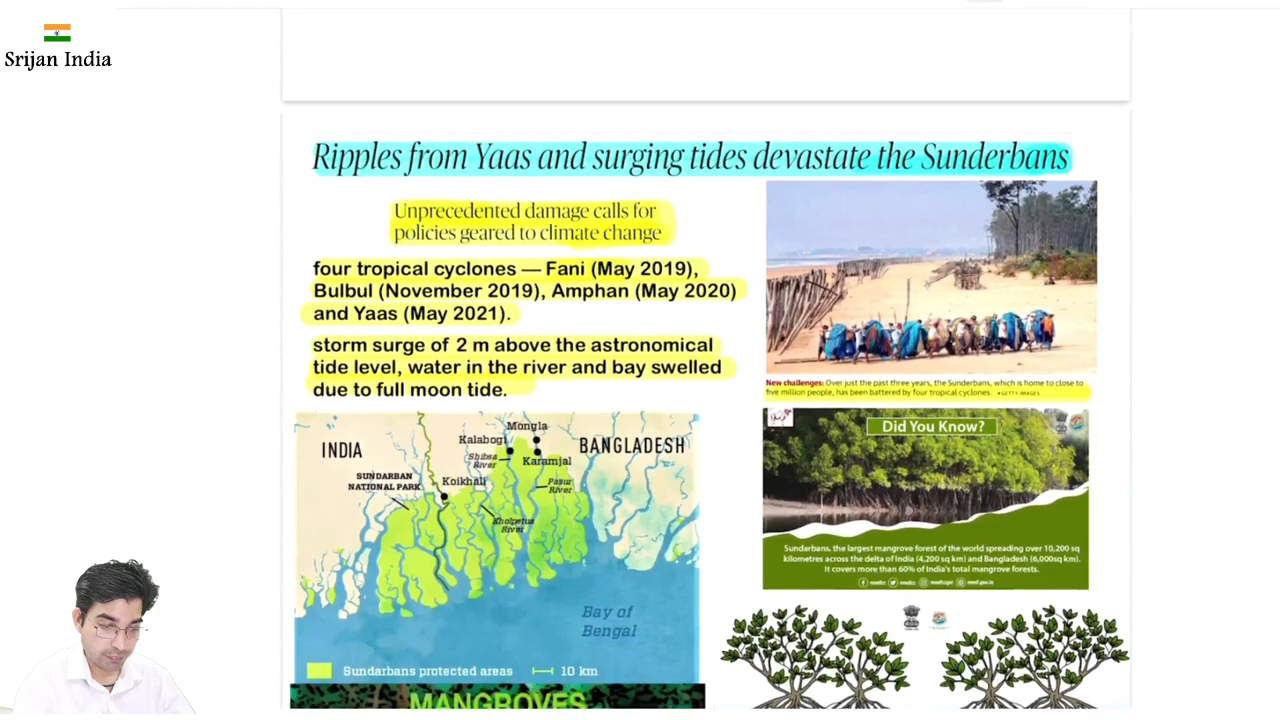 Srijan India
Ripples from Yaas and surging tides devastate the Sunderbans
Unprecedented damage calls for
policies geared to climate change
four tropical cyclones — Fani (May 2019),
Bulbul (November 2019), Amphan (May 2020)
and Yaas (May 2021).
storm surge of 2 m above the astronomical
tide level, water in the river and bay swelled
due to full moon tide.
New challenges: Over just the past three years, the Sunderbans, which is home to close to
five million people, has been battered by four tropical cyclones. • GETTY IMAGES
INDIA
BANGLADESH
Mongla
Kalabogi
Shibsa
River
Karamjal
SUNDARBAN
NATIONAL PARK
Koikhali
Pasur
River
Kholpetua
River
Bay of
Bengal
Sundarbans protected areas
10 km
MANGROVES
Did You Know?
Sundarbans, the largest mangrove forest of the world spreading over 10,200 sq
kilometres across the delta of India (4,200 sq km) and Bangladesh (6,000sq km).
It covers more than 60% of India's total mangrove forests.